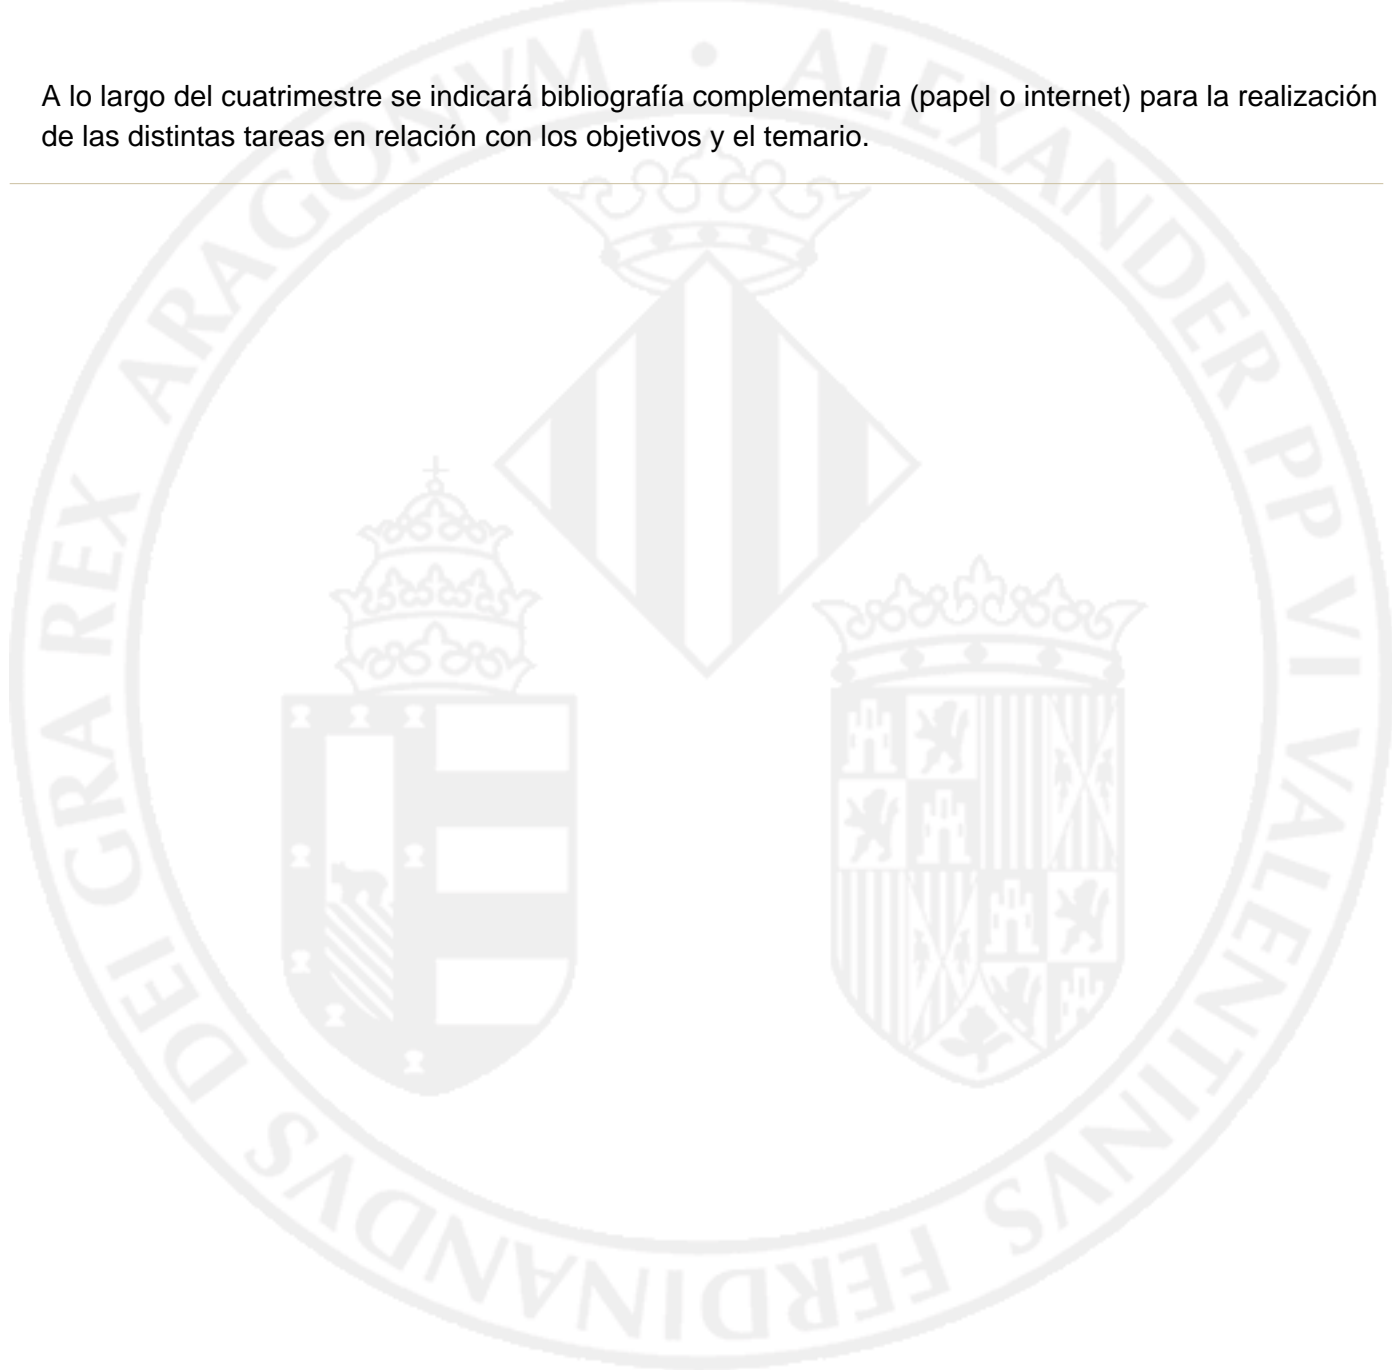 A lo largo del cuatrimestre se indicará bibliografía complementaria (papel o internet) para la realización
de las distintas tareas en relación con los objetivos y el temario.
ALEXANDER PP VI VALENTINVS FERDINANDVS DEI GRA REX ARAGONVM